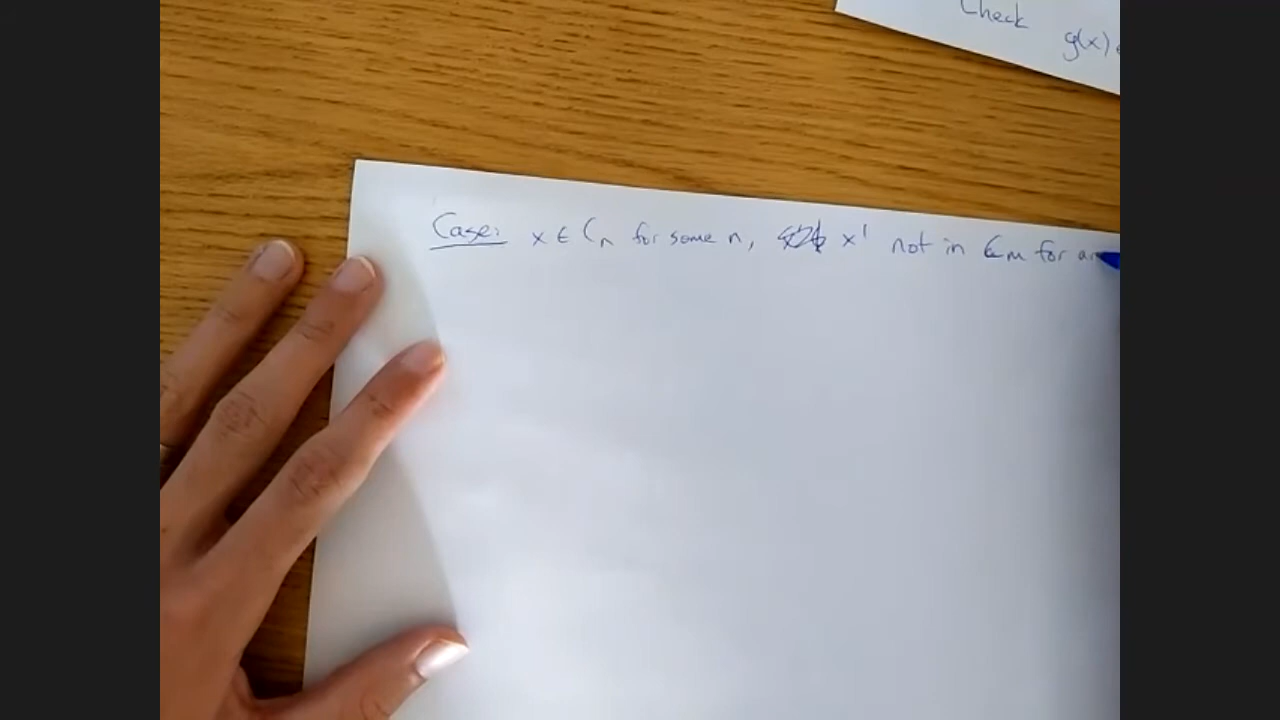 Check
g(x)
Case: x ∈ Cn for some n, x' not in Cm for